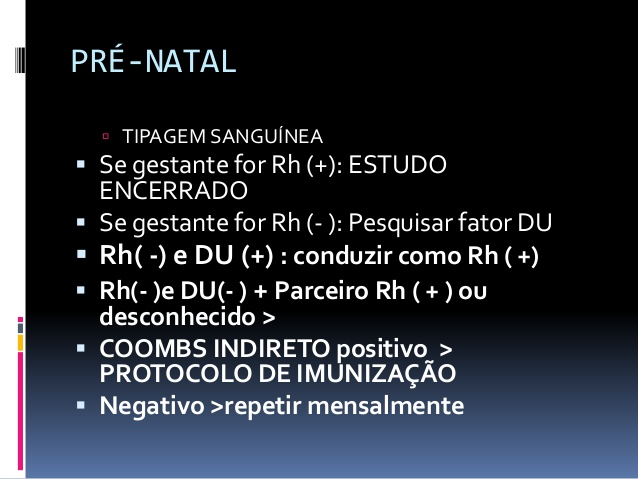 PRÉ-NATAL
TIPAGEM SANGUÍNEA
Se gestante for Rh (+): ESTUDO
ENCERRADO
Se gestante for Rh (- ): Pesquisar fator DU
Rh( -) e DU (+) : conduzir como Rh ( +)
Rh(- )e DU(- ) + Parceiro Rh ( + ) ou
desconhecido >
COOMBS INDIRETO positivo >
PROTOCOLO DE IMUNIZAÇÃO
Negativo >repetir mensalmente